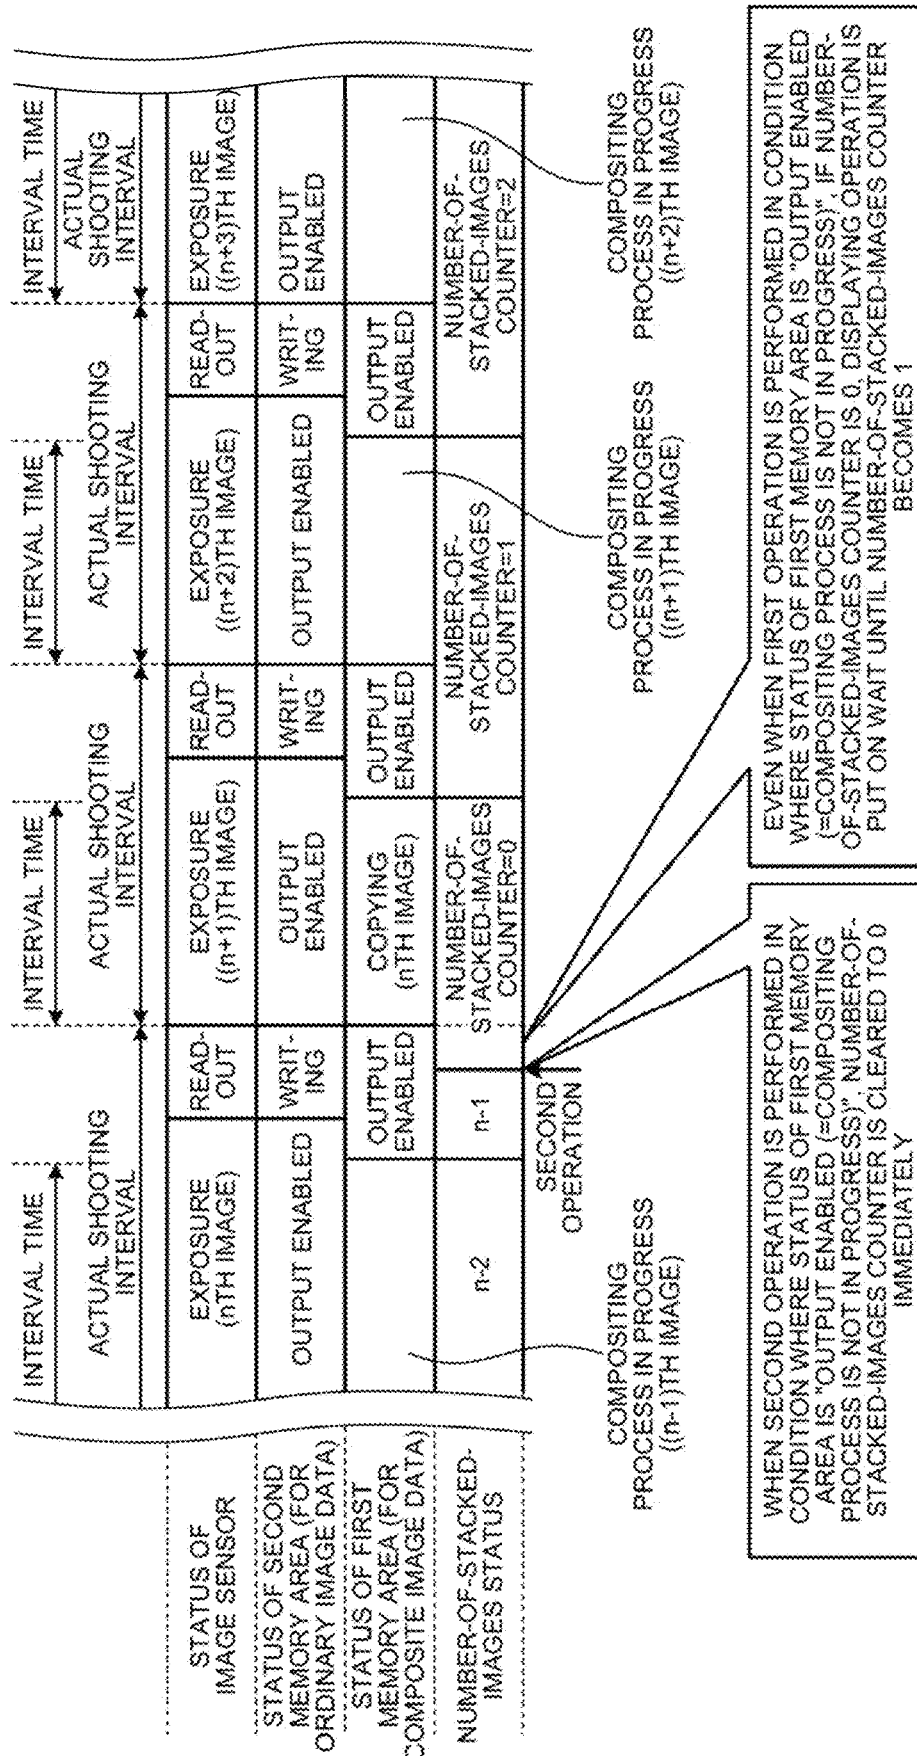 INTERVAL TIME
INTERVAL TIME
INTERVAL TIME
INTERVAL TIME
ACTUAL SHOOTING
INTERVAL
ACTUAL SHOOTING
INTERVAL
ACTUAL SHOOTING
INTERVAL
ACTUAL
SHOOTING
INTERVAL
STATUS OF
IMAGE SENSOR
EXPOSURE
(nTH IMAGE)
READ-
OUT
EXPOSURE
((n+1)TH IMAGE)
READ-
OUT
EXPOSURE
((n+2)TH IMAGE)
READ-
OUT
EXPOSURE
((n+3)TH IMAGE)
STATUS OF SECOND
MEMORY AREA (FOR
ORDINARY IMAGE DATA)
OUTPUT ENABLED
WRIT-
ING
OUTPUT
ENABLED
WRIT-
ING
OUTPUT ENABLED
WRIT-
ING
OUTPUT
ENABLED
STATUS OF FIRST
MEMORY AREA (FOR
COMPOSITE IMAGE DATA)
OUTPUT
ENABLED
COPYING
(nTH IMAGE)
OUTPUT
ENABLED
OUTPUT
ENABLED
NUMBER-OF-STACKED-
IMAGES STATUS
n-2
n-1
NUMBER-OF-
STACKED-IMAGES
COUNTER=0
NUMBER-OF-
STACKED-IMAGES
COUNTER=1
NUMBER-OF-
STACKED-IMAGES
COUNTER=2
SECOND
OPERATION
COMPOSITING
PROCESS IN PROGRESS
((n-1)TH IMAGE)
COMPOSITING
PROCESS IN PROGRESS
((n+1)TH IMAGE)
COMPOSITING
PROCESS IN PROGRESS
((n+2)TH IMAGE)
WHEN SECOND OPERATION IS PERFORMED IN
CONDITION WHERE STATUS OF FIRST MEMORY
AREA IS "OUTPUT ENABLED (=COMPOSITING
PROCESS IS NOT IN PROGRESS)", NUMBER-OF-
STACKED-IMAGES COUNTER IS CLEARED TO 0
IMMEDIATELY
EVEN WHEN FIRST OPERATION IS PERFORMED IN CONDITION
WHERE STATUS OF FIRST MEMORY AREA IS "OUTPUT ENABLED
(=COMPOSITING PROCESS IS NOT IN PROGRESS)", IF NUMBER-
OF-STACKED-IMAGES COUNTER IS 0, DISPLAYING OPERATION IS
PUT ON WAIT UNTIL NUMBER-OF-STACKED-IMAGES COUNTER
BECOMES 1